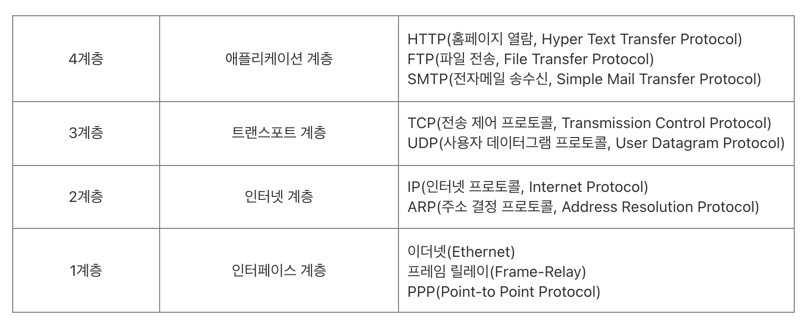 4계층
애플리케이션 계층
HTTP(홈페이지 열람, Hyper Text Transfer Protocol)
FTP(파일 전송, File Transfer Protocol)
SMTP(전자메일 송수신, Simple Mail Transfer Protocol)
3계층
트랜스포트 계층
TCP(전송 제어 프로토콜, Transmission Control Protocol)
UDP(사용자 데이터그램 프로토콜, User Datagram Protocol)
2계층
인터넷 계층
IP(인터넷 프로토콜, Internet Protocol)
ARP(주소 결정 프로토콜, Address Resolution Protocol)
1계층
인터페이스 계층
이더넷(Ethernet)
프레임 릴레이(Frame-Relay)
PPP(Point-to Point Protocol)